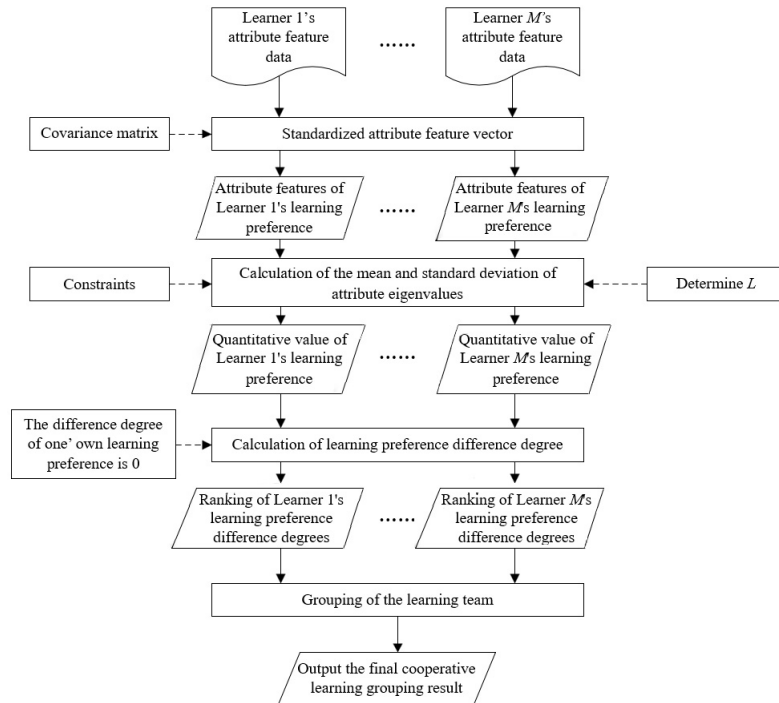 Learner 1's
attribute feature
data
......
Learner M's
attribute feature
data
Covariance matrix
Standardized attribute feature vector
Attribute features of
Learner 1's learning
preference
......
Attribute features of
Learner M's learning
preference
Constraints
Calculation of the mean and standard deviation of
attribute eigenvalues
Determine L
Quantitative value of
Learner 1's learning
preference
......
Quantitative value of
Learner M's learning
preference
The difference degree
of one' own learning
preference is 0
Calculation of learning preference difference degree
Ranking of Learner 1's
learning preference
difference degrees
......
Ranking of Learner M's
learning preference
difference degrees
Grouping of the learning team
Output the final cooperative
learning grouping result